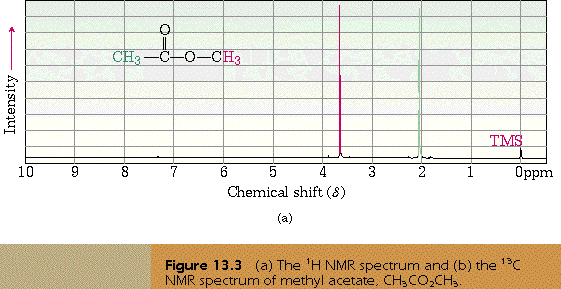 O
CH₃—C—O—CH₃
Intensity
TMS
10 9 8 7 6 5 4 3 2 1 0ppm
Chemical shift (δ)
(a)
Figure 13.3 (a) The ¹H NMR spectrum and (b) the ¹³C
NMR spectrum of methyl acetate, CH₃CO₂CH₃.